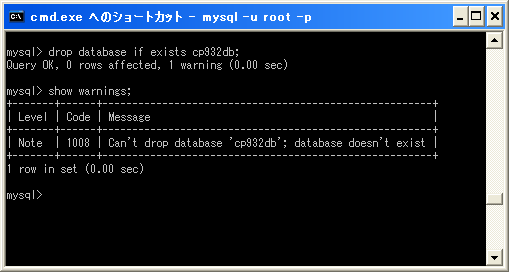 cmd.exe へのショートカット - mysql -u root -p
mysql> drop database if exists cp932db;
Query OK, 0 rows affected, 1 warning (0.00 sec)
mysql> show warnings;
+-------+------+------------------------------------------------------+
| Level | Code | Message                                              |
+-------+------+------------------------------------------------------+
| Note  | 1008 | Can't drop database 'cp932db'; database doesn't exist |
+-------+------+------------------------------------------------------+
1 row in set (0.00 sec)
mysql>